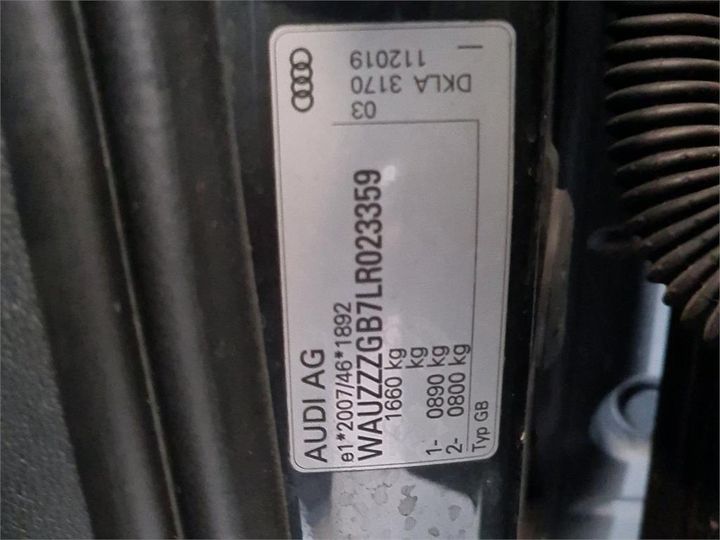 AUDI AG
e1*2007/46*1892
WAUZZZGB7LR023359
1660 kg
kg
1- 0890 kg
2- 0800 kg
Typ GB
03
DKLA 3170
112019